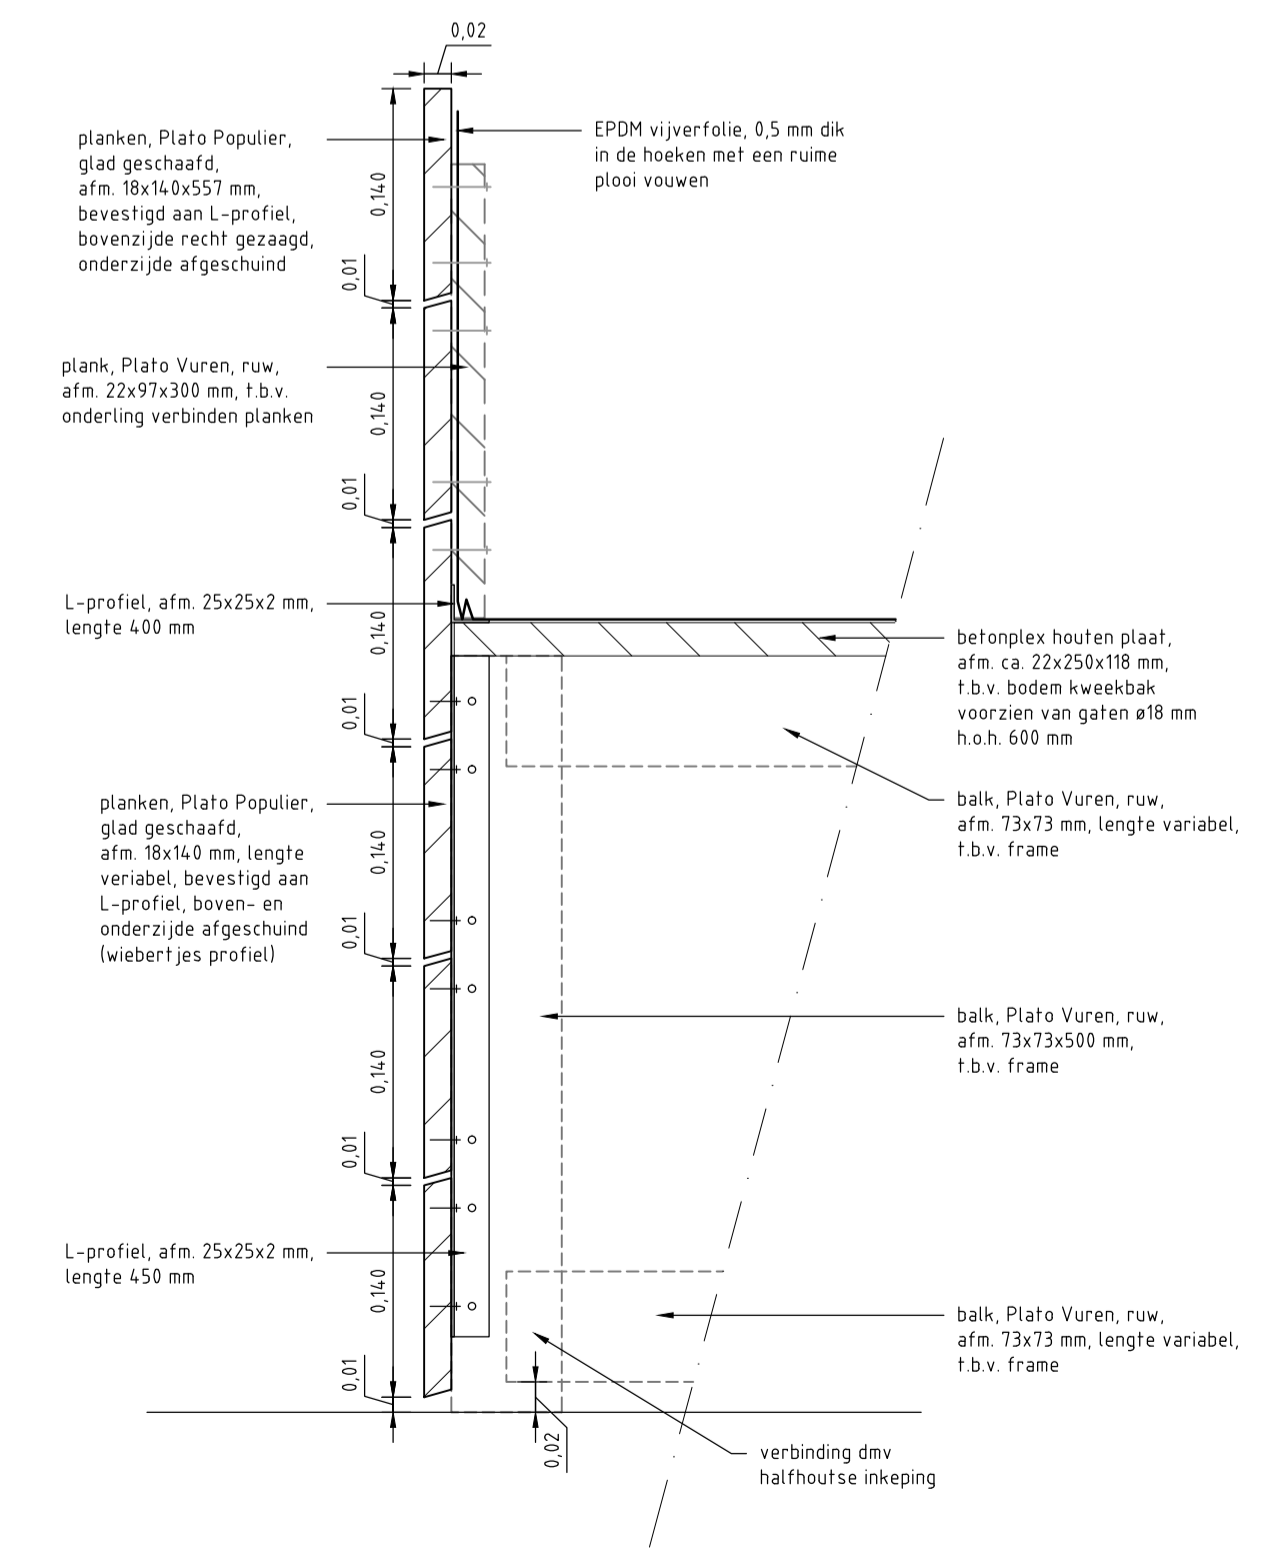 0,02
planken, Plato Populier,
glad geschaafd,
afm. 18x140x557 mm,
bevestigd aan L-profiel,
bovenzijde recht gezaagd,
onderzijde afgeschuind
EPDM vijverfolie, 0,5 mm dik
in de hoeken met een ruime
plooi vouwen
0,140
0,01
plank, Plato Vuren, ruw,
afm. 22x97x300 mm, t.b.v.
onderling verbinden planken
0,140
0,01
L-profiel, afm. 25x25x2 mm,
lengte 400 mm
0,140
0,01
betonplex houten plaat,
afm. ca. 22x250x118 mm,
t.b.v. bodem kweekbak
voorzien van gaten ø18 mm
h.o.h. 600 mm
balk, Plato Vuren, ruw,
afm. 73x73 mm, lengte variabel,
t.b.v. frame
planken, Plato Populier,
glad geschaafd,
afm. 18x140 mm, lengte
veriabel, bevestigd aan
L-profiel, boven- en
onderzijde afgeschuind
(wiebertjes profiel)
0,140
0,01
balk, Plato Vuren, ruw,
afm. 73x73x500 mm,
t.b.v. frame
0,140
0,01
L-profiel, afm. 25x25x2 mm,
lengte 450 mm
0,140
0,01
balk, Plato Vuren, ruw,
afm. 73x73 mm, lengte variabel,
t.b.v. frame
0,02
verbinding dmv
halfhoutse inkeping